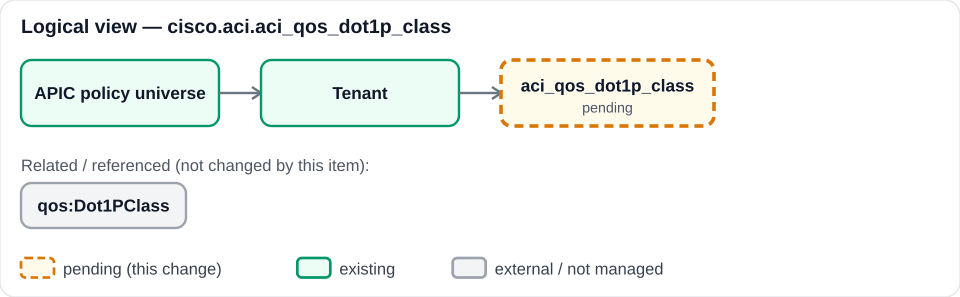 Logical view — cisco.aci.aci_qos_dot1p_class
APIC policy universe
Tenant
aci_qos_dot1p_class
pending
Related / referenced (not changed by this item):
qos:Dot1PClass
pending (this change)
existing
external / not managed